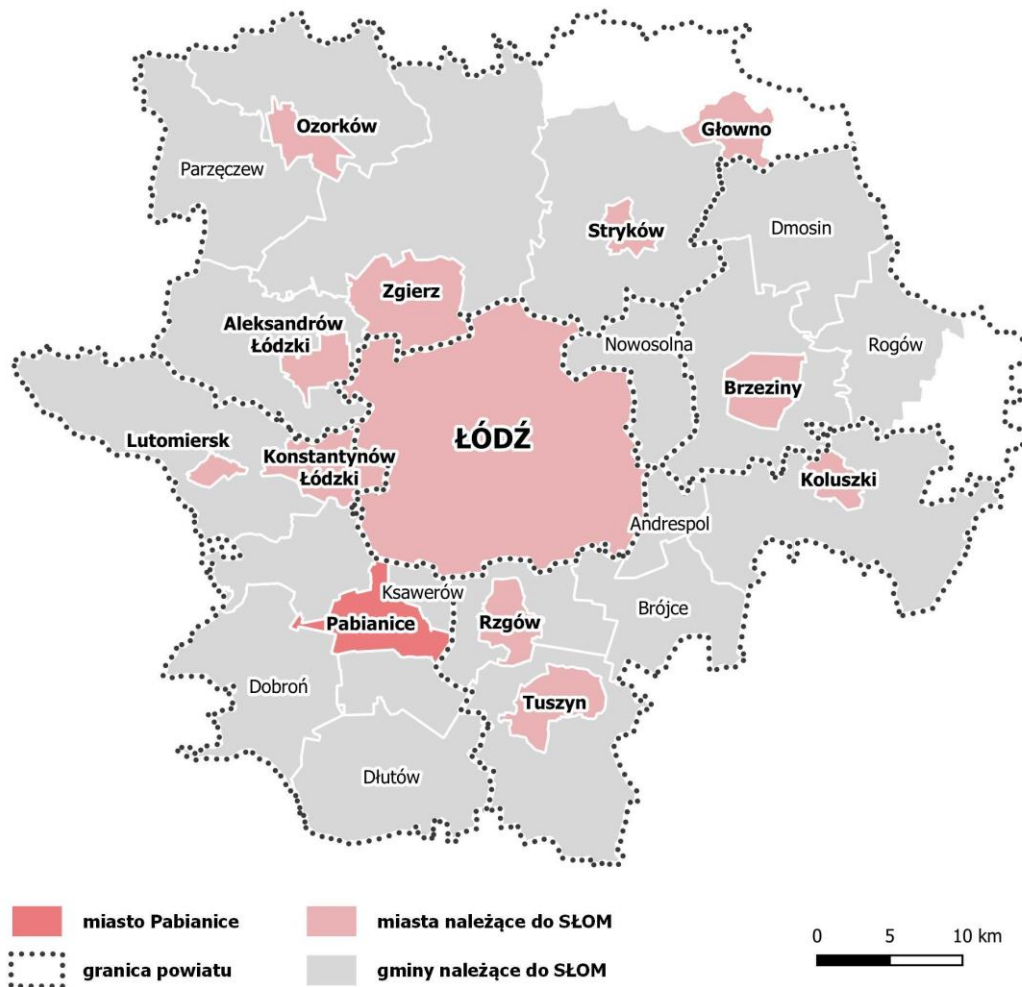 Ozorków
Głowno
Parzęczew
Stryków
Dmosin
Zgierz
Aleksandrów
Łódzki
Nowosolna
Rogów
Brzeziny
Lutomiersk
ŁÓDŹ
Konstantynów
Łódzki
Koluszki
Andrespol
Ksawerów
Brójce
Pabianice
Rzgów
Dobroń
Tuszyn
Dłutów
miasto Pabianice
miasta należące do SŁOM
granica powiatu
gminy należące do SŁOM
0 5 10 km